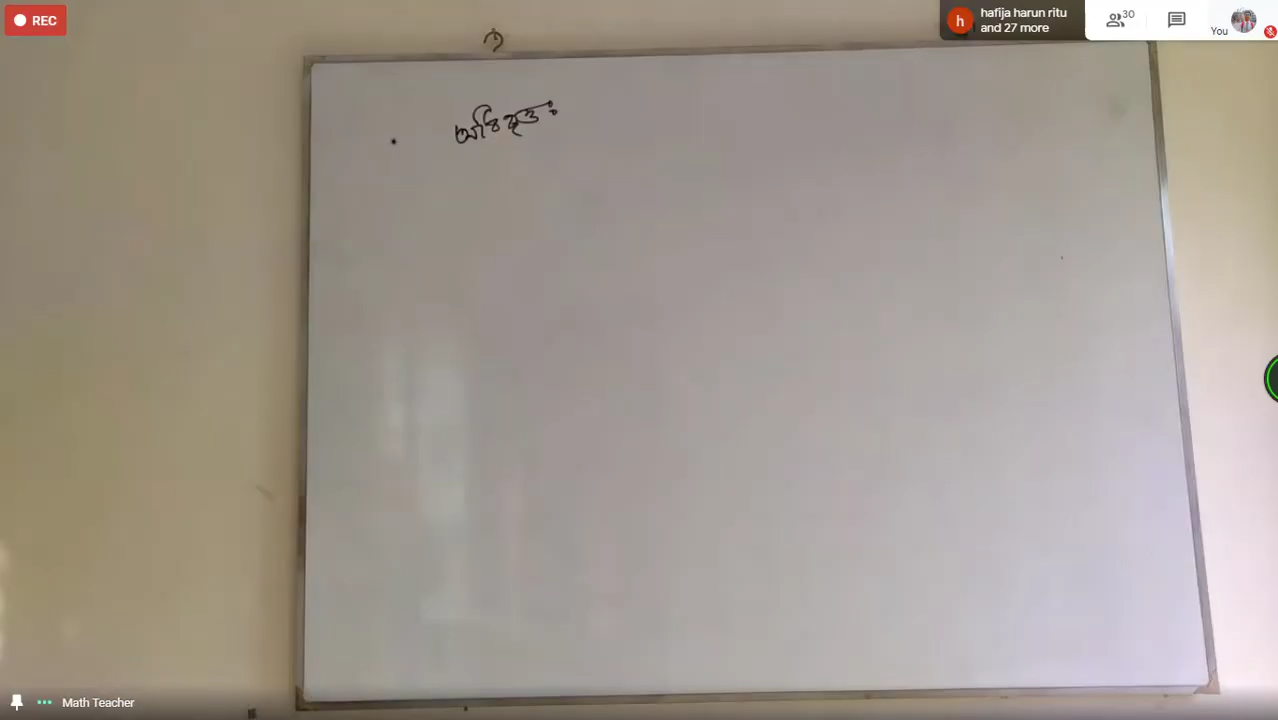 REC
hafija harun ritu
and 27 more
30
You
h
অধিবৃত্তঃ
Math Teacher